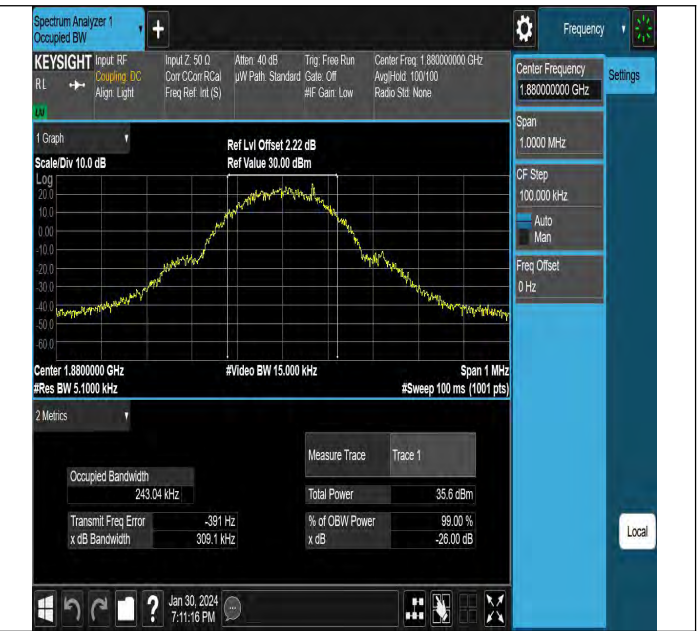 Spectrum Analyzer 1
Occupied BW
+
Frequency
KEYSIGHT
RL
Input: RF
Coupling: DC
Align: Light
Input Z: 50 Ω
Corr CCorr RCal
Freq Ref: Int (S)
Atten: 40 dB
µW Path: Standard
Trig: Free Run
Gate: Off
#IF Gain: Low
Center Freq: 1.880000000 GHz
Avg|Hold: 100/100
Radio Std: None
Center Frequency
1.880000000 GHz
Settings
Span
1.0000 MHz
CF Step
100.000 kHz
Auto
Man
Freq Offset
0 Hz
1 Graph
Scale/Div 10.0 dB
Ref Lvl Offset 2.22 dB
Ref Value 30.00 dBm
Log
20.0
10.0
0.00
-10.0
-20.0
-30.0
-40.0
-50.0
-60.0
Center 1.8800000 GHz
#Video BW 15.000 kHz
Span 1 MHz
#Res BW 5.1000 kHz
#Sweep 100 ms (1001 pts)
2 Metrics
Measure Trace Trace 1
Occupied Bandwidth
243.04 kHz
Total Power 35.6 dBm
Transmit Freq Error -391 Hz
% of OBW Power 99.00 %
x dB Bandwidth 309.1 kHz
x dB -26.00 dB
Local
?
Jan 30, 2024
7:11:16 PM